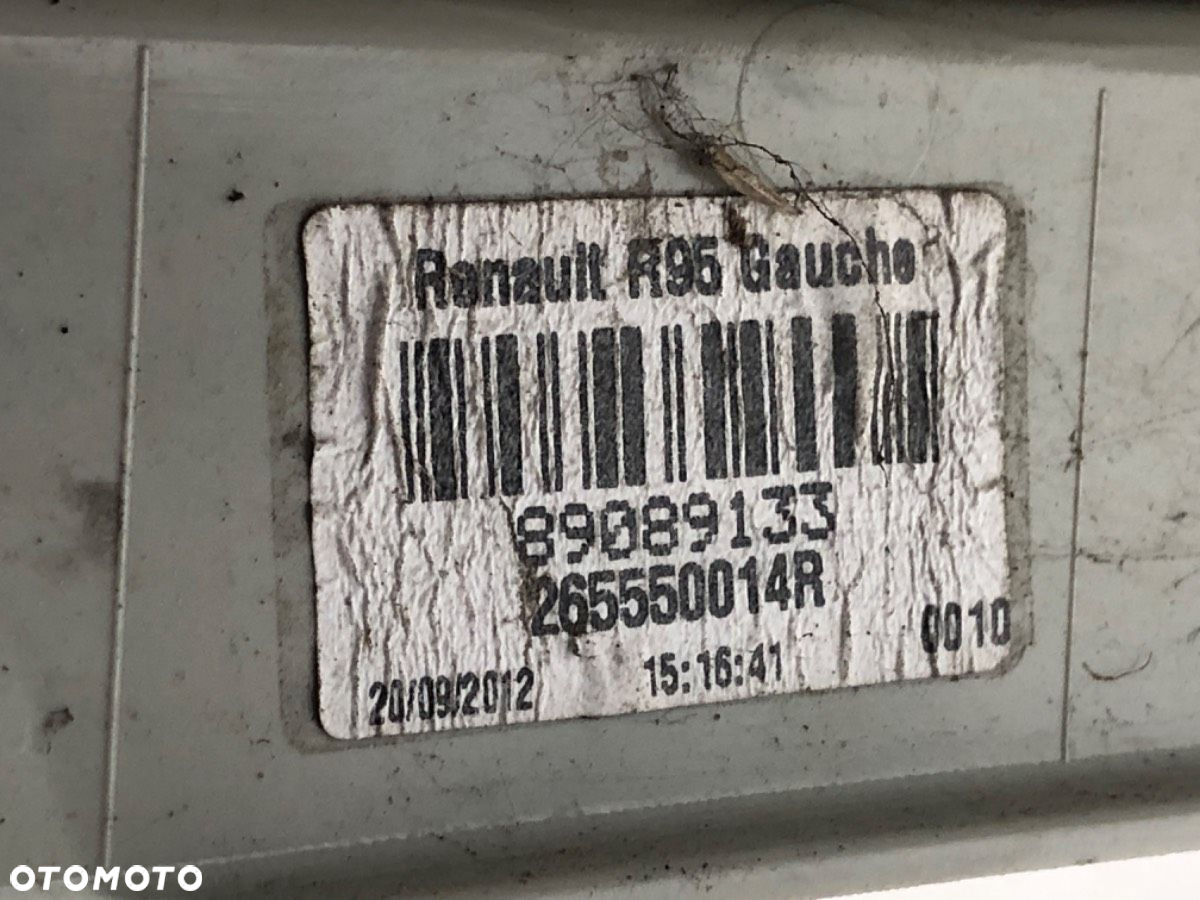 Renault R95 Gauche
89089133
265550014R
0010
20/09/2012 15:16:41
OTOMOTO